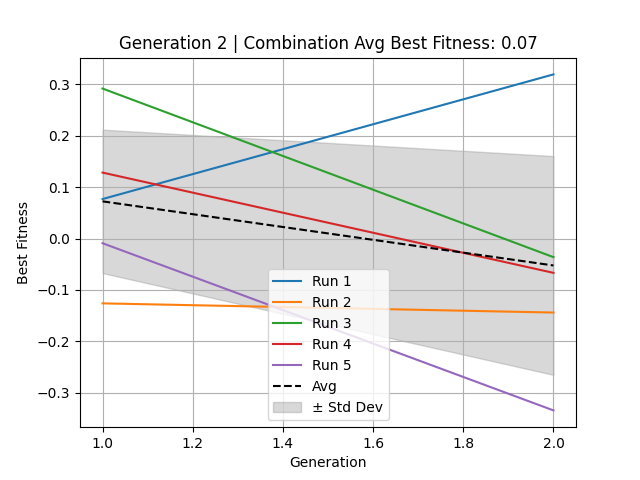 Generation 2 | Combination Avg Best Fitness: 0.07
Best Fitness
0.3
0.2
0.1
0.0
−0.1
−0.2
−0.3
Run 1
Run 2
Run 3
Run 4
Run 5
Avg
± Std Dev
1.0 1.2 1.4 1.6 1.8 2.0
Generation